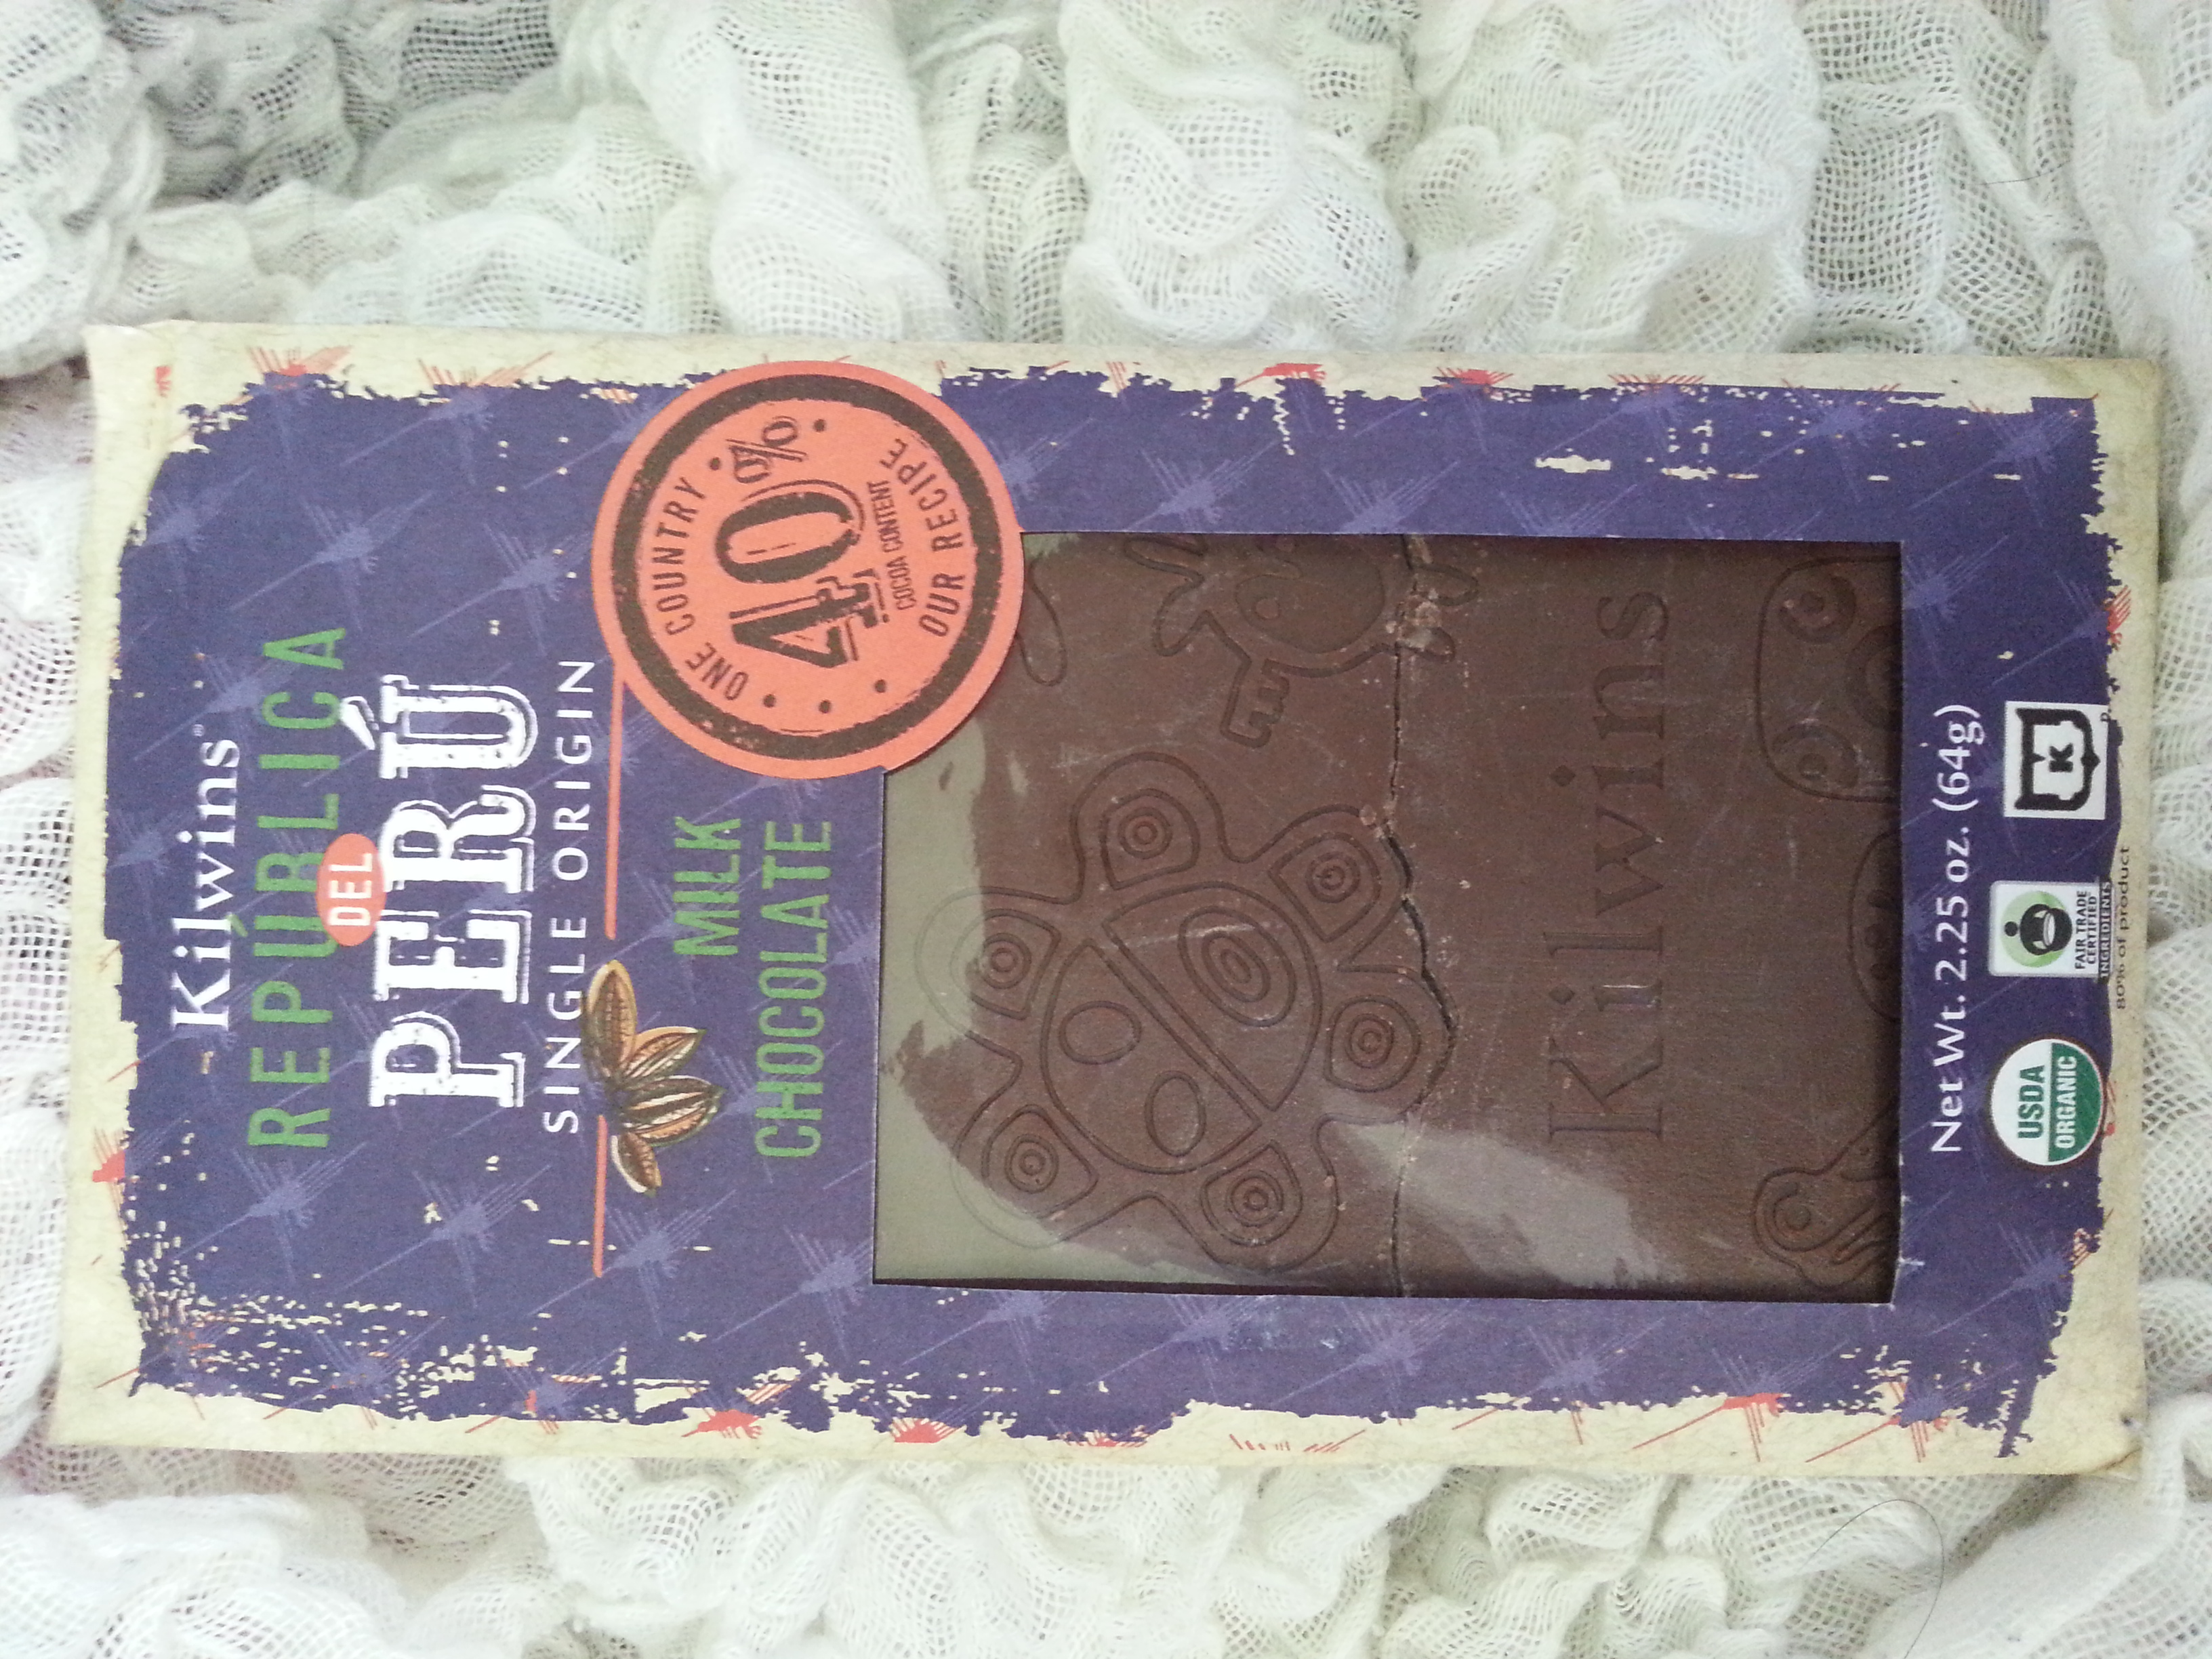 Kilwins
REPÚBLICA
DEL
PERÚ
SINGLE ORIGIN
ONE COUNTRY
40%
COCOA CONTENT
OUR RECIPE
MILK
CHOCOLATE
Kilwins
Net Wt. 2.25 oz. (64g)
USDA
ORGANIC
FAIR TRADE
CERTIFIED
INGREDIENTS
80% of product
K
D